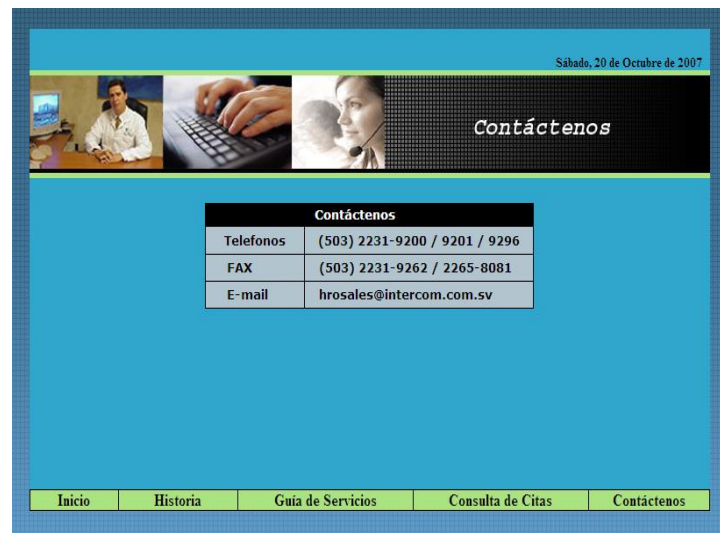 Sábado, 20 de Octubre de 2007
Contáctenos
Contáctenos
Telefonos (503) 2231-9200 / 9201 / 9296
FAX (503) 2231-9262 / 2265-8081
E-mail hrosales@intercom.com.sv
Inicio Historia Guía de Servicios Consulta de Citas Contáctenos